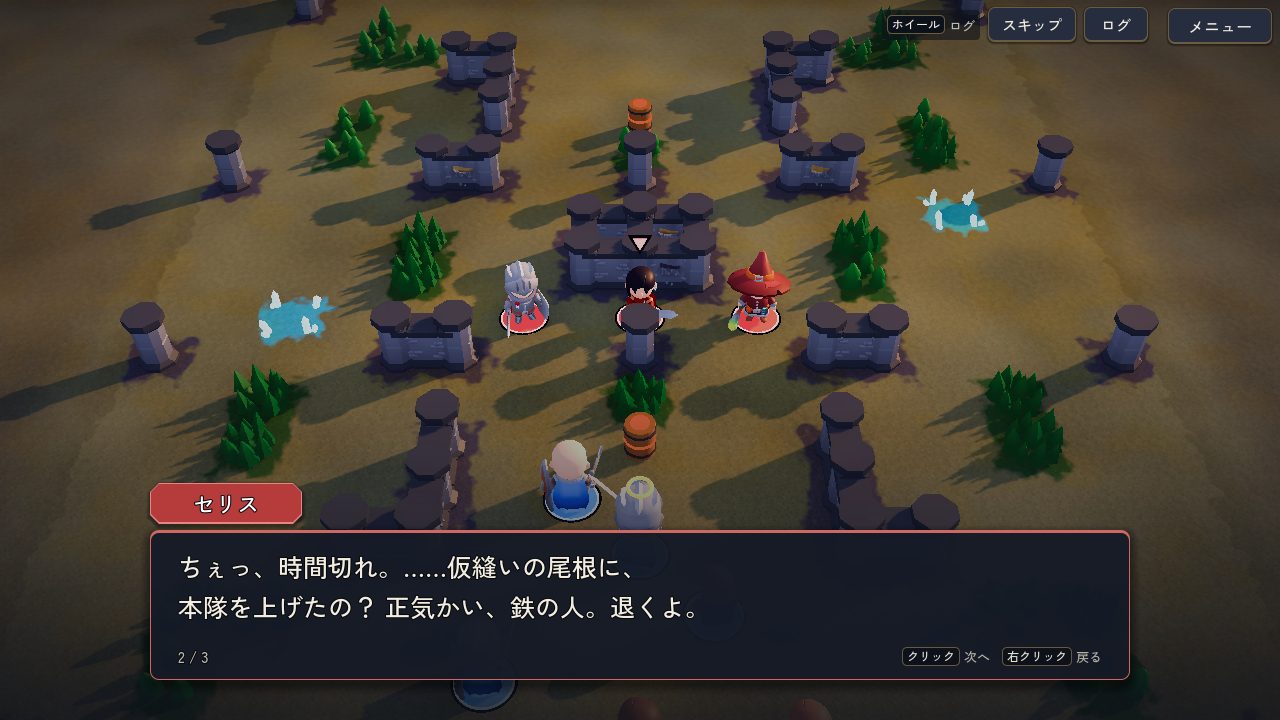 ホイール ログ スキップ ログ メニュー
セリス
ちぇっ、時間切れ。……仮縫いの尾根に、
本隊を上げたの？ 正気かい、鉄の人。退くよ。
2 / 3 クリック 次へ 右クリック 戻る